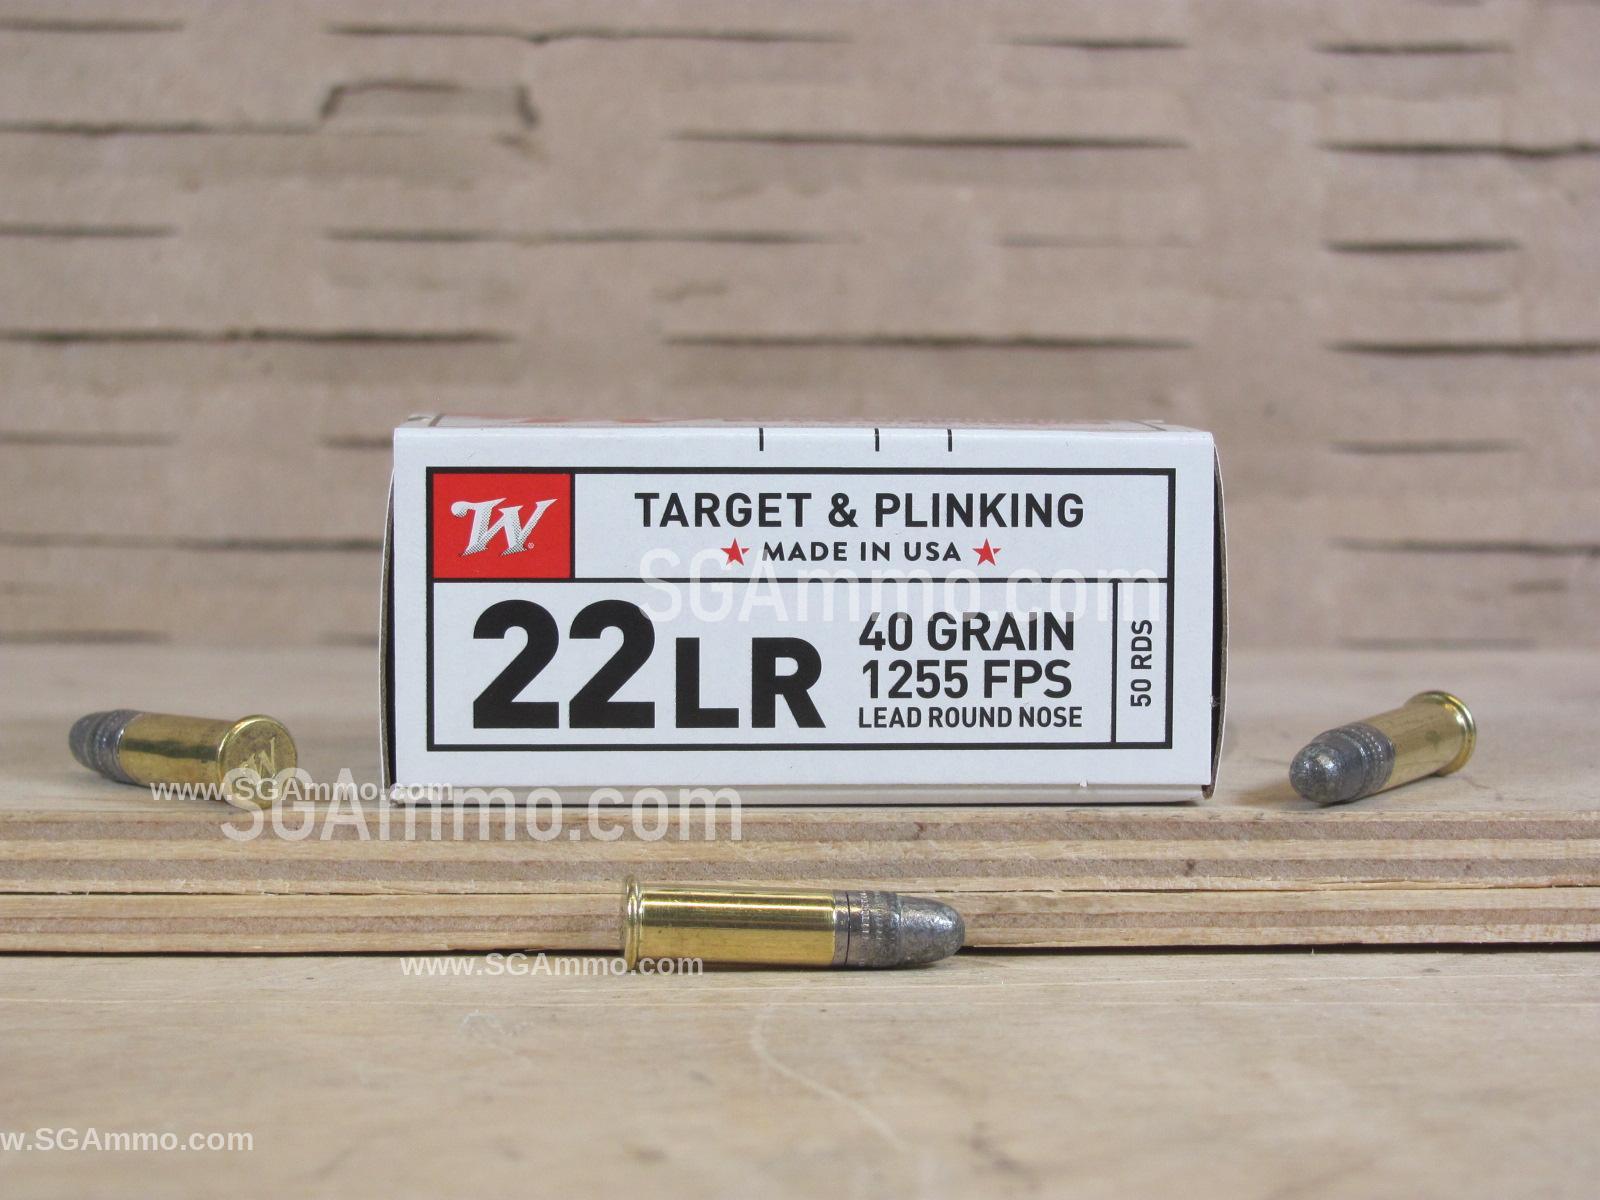 W
TARGET & PLINKING
MADE IN USA
SGAmmo.com
22LR
40 GRAIN
1255 FPS
LEAD ROUND NOSE
50 RDS
W
www.SGAmmo.com
SGAmmo.com
www.SGAmmo.com
w.SGAmmo.com